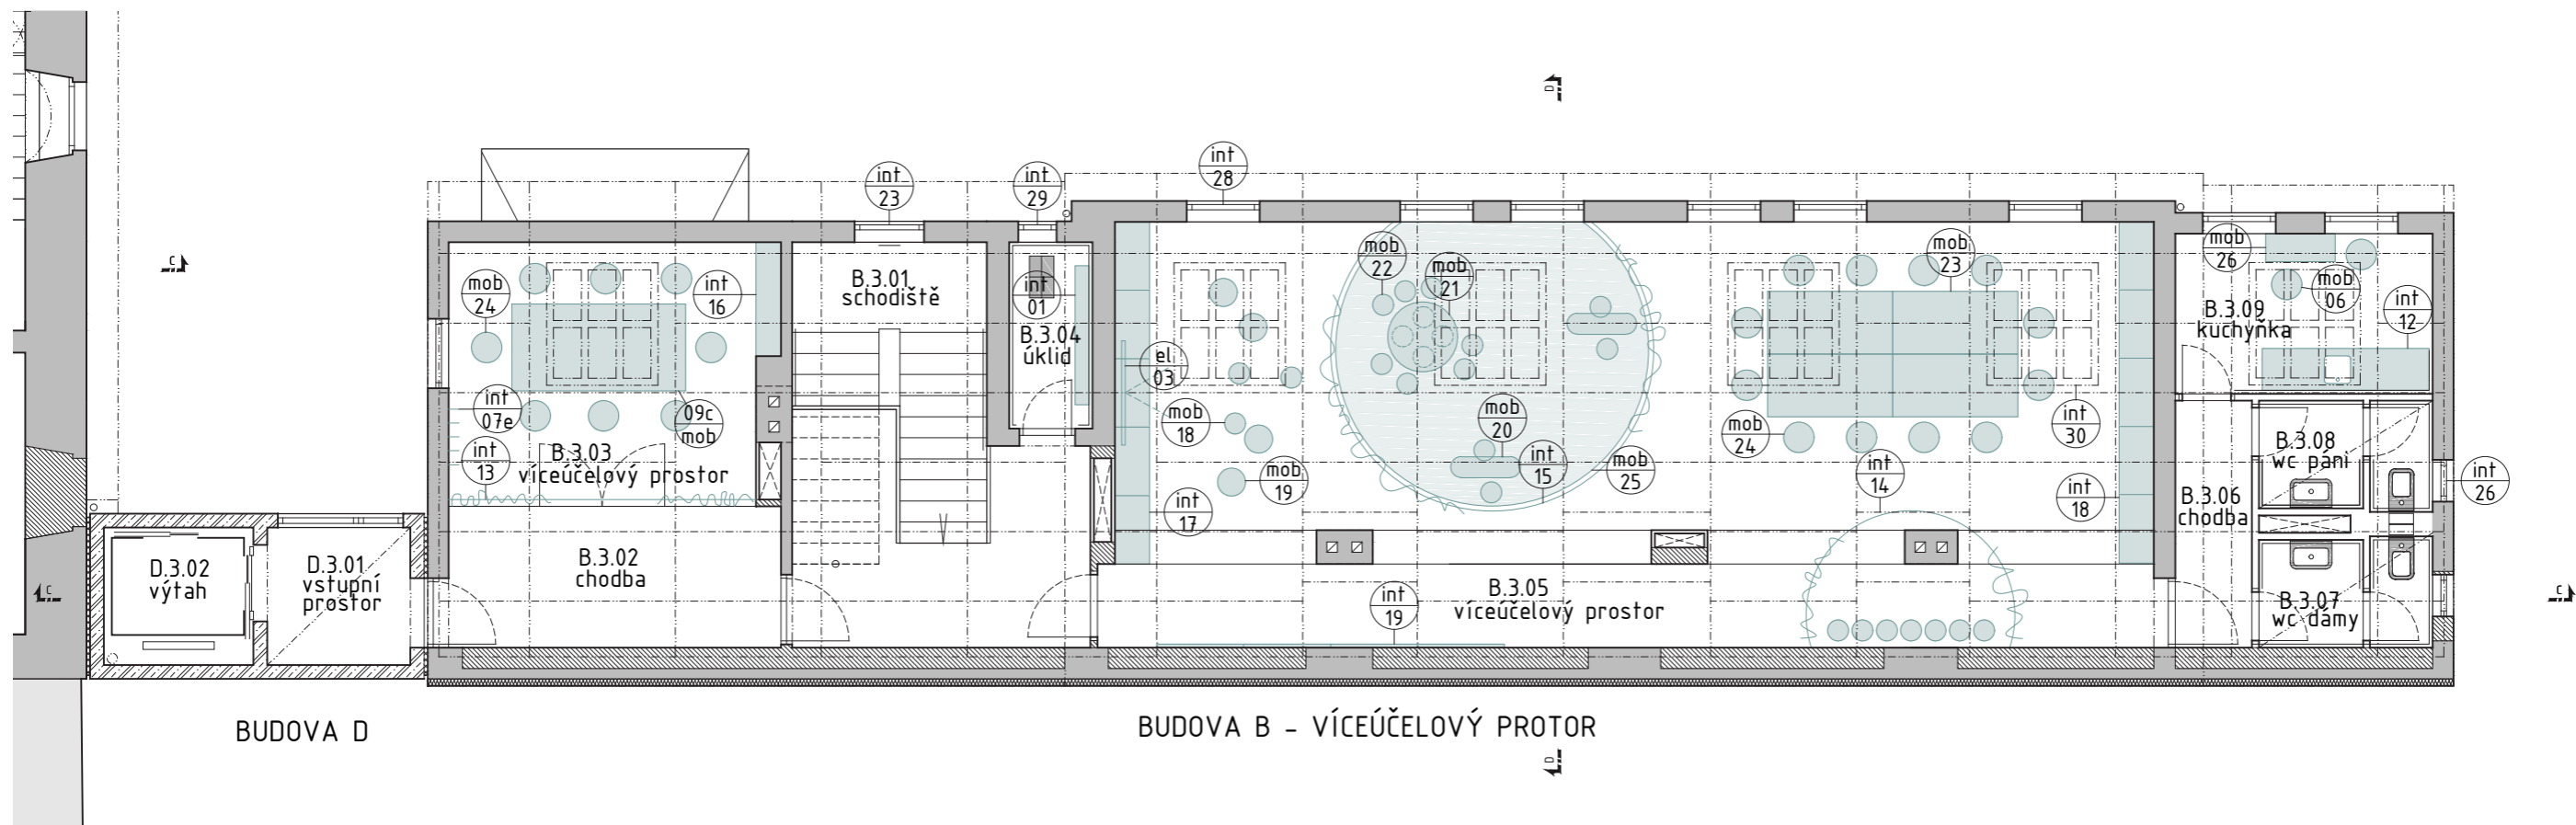 D
int
28
int
23
int
29
C
mob
24
int
16
B.3.01
schodiště
int
01
B.3.04
úklid
mob
22
mob
21
mob
23
mob
26
mob
06
int
12
B.3.09
kuchyňka
el
03
int
07e
09c
mob
int
13
B.3.03
víceúčelový prostor
mob
18
mob
19
mob
20
int
15
mob
25
mob
24
int
14
int
30
int
18
int
17
B.3.08
wc páni
int
26
B.3.06
chodba
D.3.02
výtah
D.3.01
vstupní
prostor
B.3.02
chodba
int
19
B.3.05
víceúčelový prostor
B.3.07
wc dámy
C
C
BUDOVA D
BUDOVA B - VÍCEÚČELOVÝ PROTOR
D